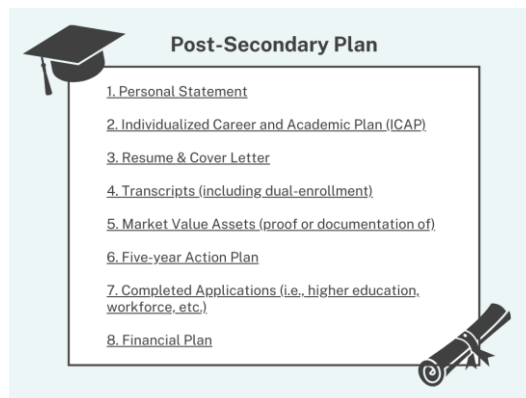 Post-Secondary Plan
1. Personal Statement
2. Individualized Career and Academic Plan (ICAP)
3. Resume & Cover Letter
4. Transcripts (including dual-enrollment)
5. Market Value Assets (proof or documentation of)
6. Five-year Action Plan
7. Completed Applications (i.e., higher education,
workforce, etc.)
8. Financial Plan